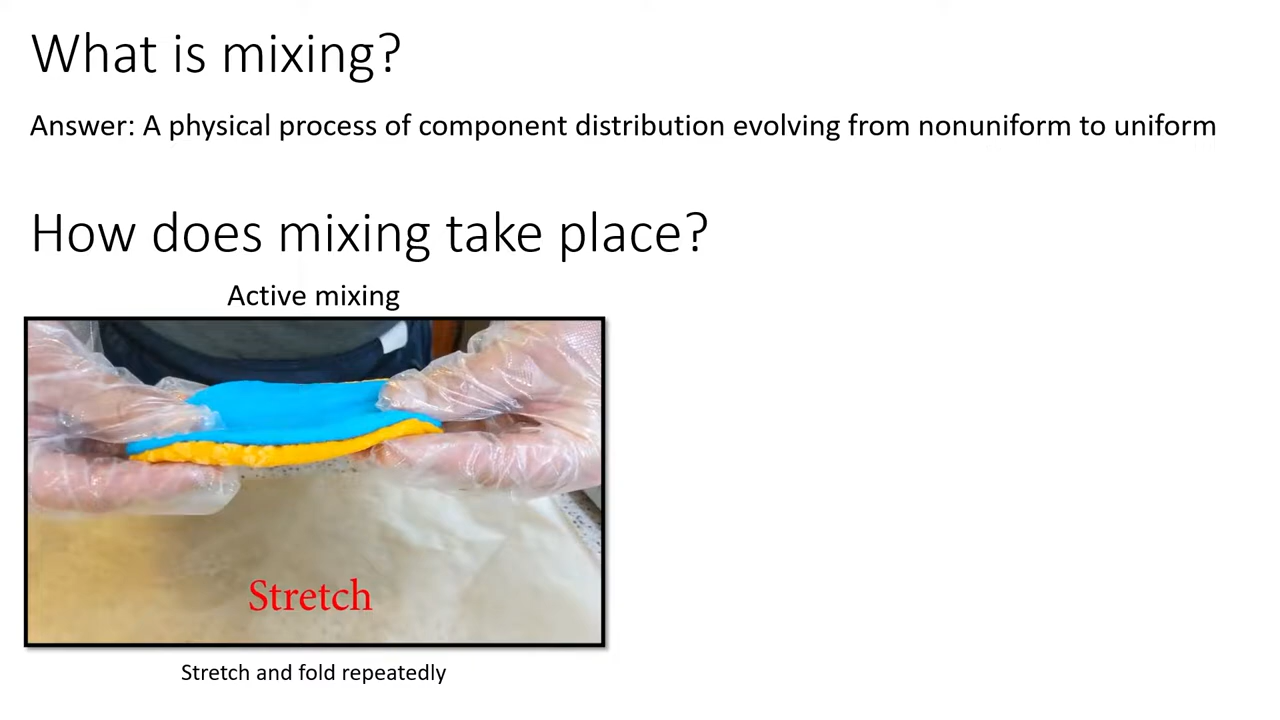 What is mixing?
Answer: A physical process of component distribution evolving from nonuniform to uniform
How does mixing take place?
Active mixing
Stretch
Stretch and fold repeatedly